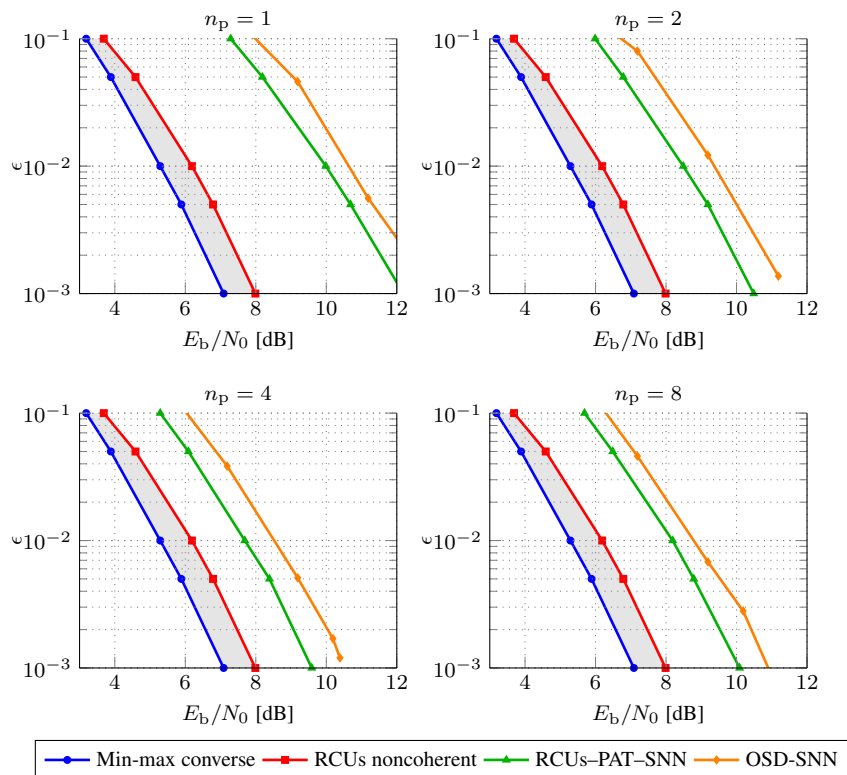 n_p = 1
n_p = 2
10^{-1}
10^{-2}
10^{-3}
ϵ
4 6 8 10 12
E_b/N_0 [dB]
10^{-1}
10^{-2}
10^{-3}
ϵ
4 6 8 10 12
E_b/N_0 [dB]
n_p = 4
n_p = 8
10^{-1}
10^{-2}
10^{-3}
ϵ
4 6 8 10 12
E_b/N_0 [dB]
10^{-1}
10^{-2}
10^{-3}
ϵ
4 6 8 10 12
E_b/N_0 [dB]
Min-max converse RCUs noncoherent RCUs–PAT–SNN OSD-SNN